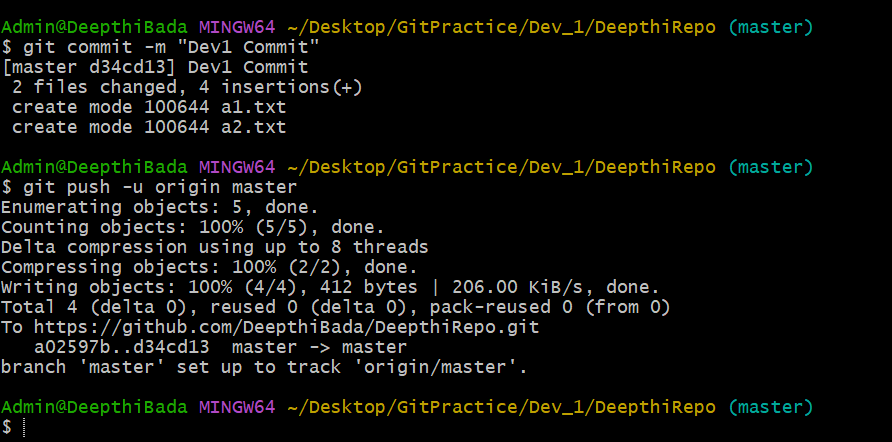 Admin@DeepthiBada MINGW64 ~/Desktop/GitPractice/Dev_1/DeepthiRepo (master)
$ git commit -m "Dev1 Commit"
[master d34cd13] Dev1 Commit
 2 files changed, 4 insertions(+)
 create mode 100644 a1.txt
 create mode 100644 a2.txt

Admin@DeepthiBada MINGW64 ~/Desktop/GitPractice/Dev_1/DeepthiRepo (master)
$ git push -u origin master
Enumerating objects: 5, done.
Counting objects: 100% (5/5), done.
Delta compression using up to 8 threads
Compressing objects: 100% (2/2), done.
Writing objects: 100% (4/4), 412 bytes | 206.00 KiB/s, done.
Total 4 (delta 0), reused 0 (delta 0), pack-reused 0 (from 0)
To https://github.com/DeepthiBada/DeepthiRepo.git
   a02597b..d34cd13  master -> master
branch 'master' set up to track 'origin/master'.

Admin@DeepthiBada MINGW64 ~/Desktop/GitPractice/Dev_1/DeepthiRepo (master)
$